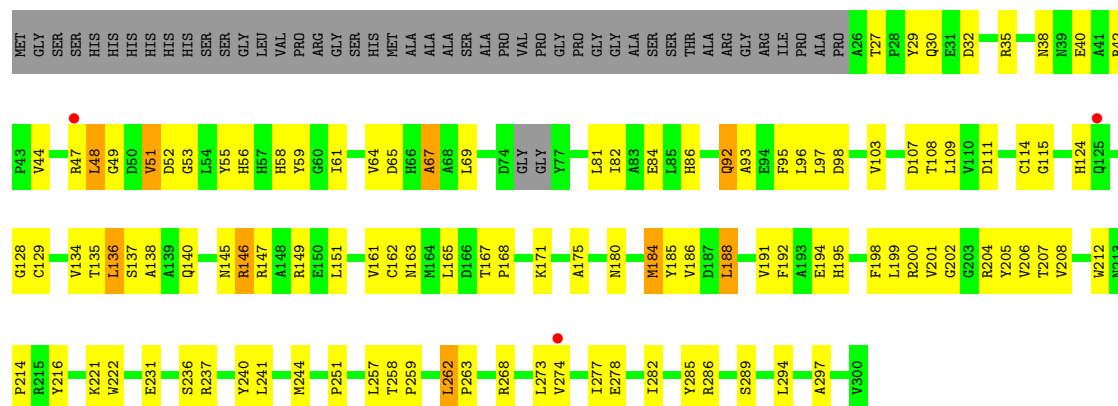 MET GLY SER SER HIS HIS HIS HIS HIS HIS SER SER GLY LEU VAL PRO ARG GLY SER HIS MET ALA ALA ALA SER ALA PRO VAL PRO GLY PRO GLY GLY ALA SER SER THR ALA ARG GLY ARG ILE PRO ALA PRO A26 T27 P28 Y29 Q30 E31 D32 R35 N38 N39 E40 A41 R42
P43 V44 R47 L48 G49 D50 V51 D52 G53 L54 Y55 H56 H57 H58 Y59 G60 I61 V64 D65 H66 A67 A68 L69 D74 GLY VAL GLY Y77 L81 I82 A83 E84 L85 H86 Q92 A93 E94 F95 L96 L97 D98 V103 D107 T108 L109 V110 D111 C114 G115 H124 Q125
G128 C129 V134 T135 L136 S137 A138 A139 Q140 N145 R146 R147 A148 R149 E150 L151 V161 C162 N163 M164 L165 D166 T167 P168 K171 A175 N180 M184 Y185 V186 D187 L188 V191 F192 A193 E194 H195 F198 L199 R200 V201 G202 G203 R204 Y205 V206 T207 V208 W212 N213
P214 R215 Y216 K221 W222 E231 S236 R237 Y240 L241 M244 P251 L257 T258 P259 L262 P263 R268 L273 V274 I277 E278 I282 Y285 R286 S289 L294 A297 V300